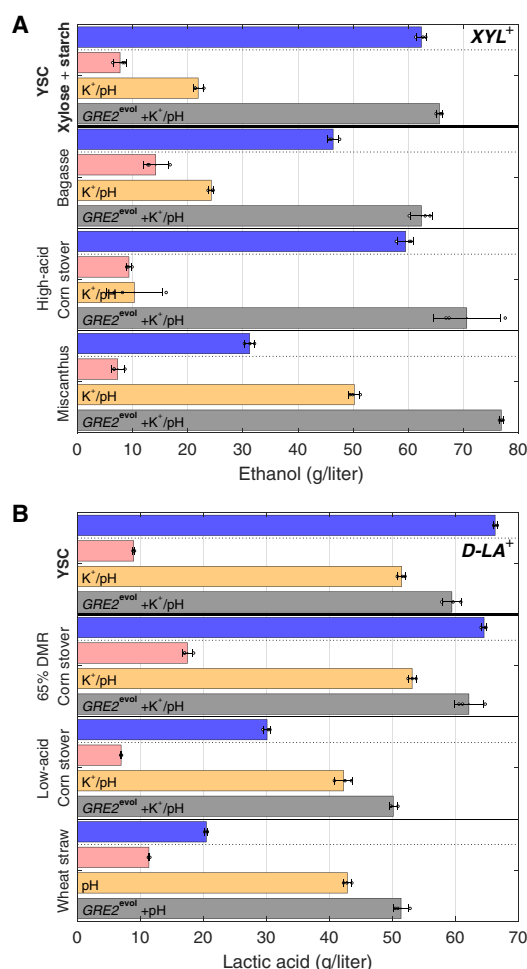 A
XYL⁺
YSC
Xylose + starch
K⁺/pH
GRE2ᵉᵛᵒˡ +K⁺/pH
Bagasse
K⁺/pH
GRE2ᵉᵛᵒˡ +K⁺/pH
High-acid
Corn stover
K⁺/pH
GRE2ᵉᵛᵒˡ +K⁺/pH
Miscanthus
K⁺/pH
GRE2ᵉᵛᵒˡ +K⁺/pH
0 10 20 30 40 50 60 70 80
Ethanol (g/liter)
B
D-LA⁺
YSC
K⁺/pH
GRE2ᵉᵛᵒˡ +K⁺/pH
65% DMR
Corn stover
K⁺/pH
GRE2ᵉᵛᵒˡ +K⁺/pH
Low-acid
Corn stover
K⁺/pH
GRE2ᵉᵛᵒˡ +K⁺/pH
Wheat straw
pH
GRE2ᵉᵛᵒˡ +pH
0 10 20 30 40 50 60 70
Lactic acid (g/liter)